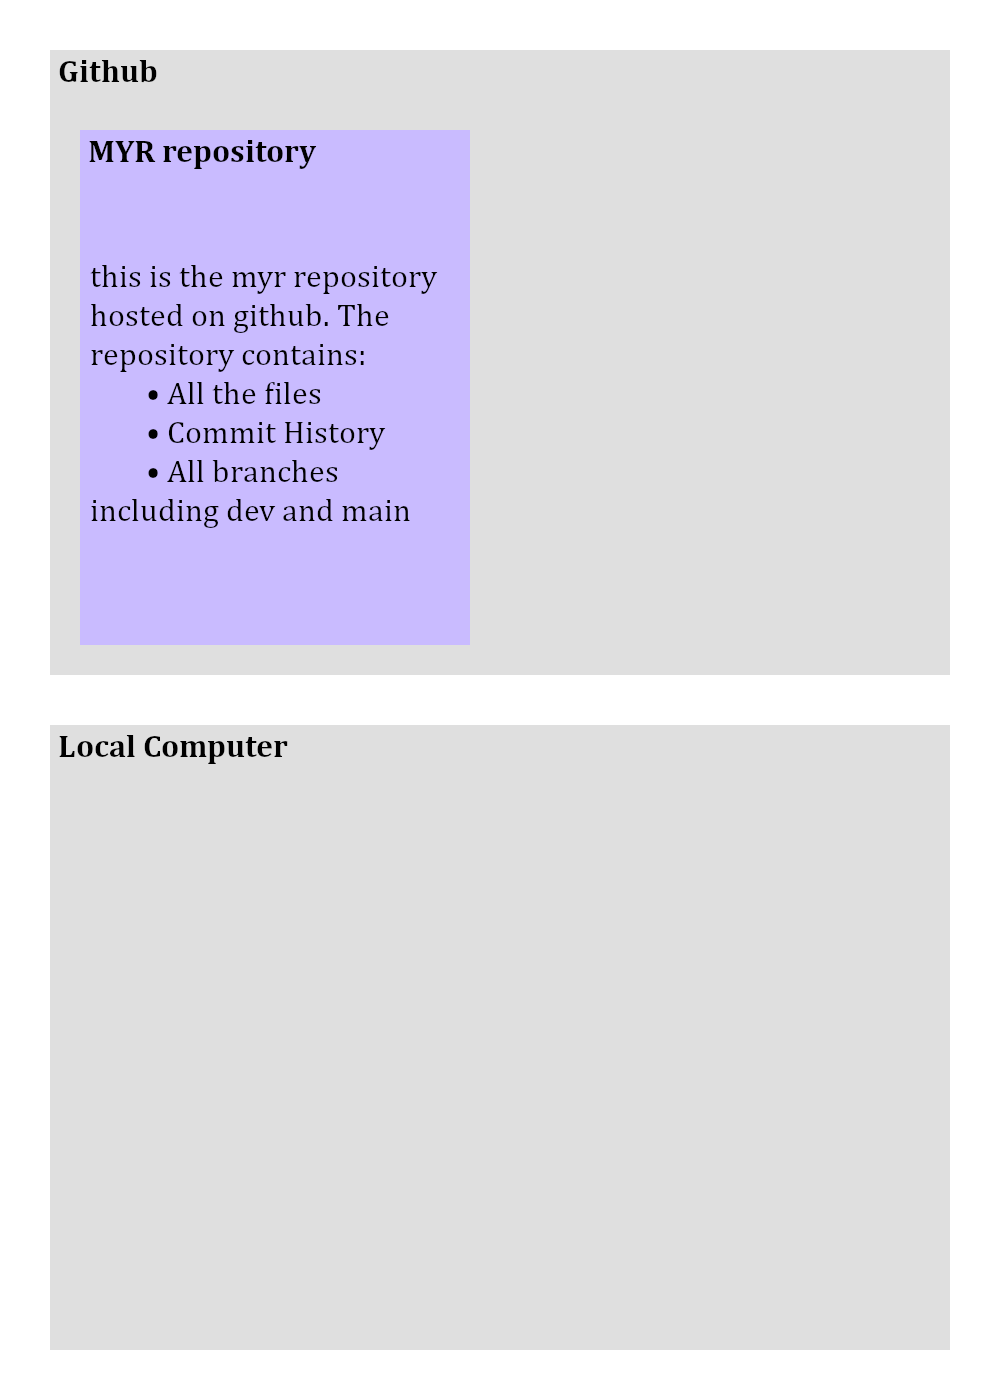 Github
MYR repository
this is the myr repository
hosted on github. The
repository contains:
• All the files
• Commit History
• All branches
including dev and main
Local Computer